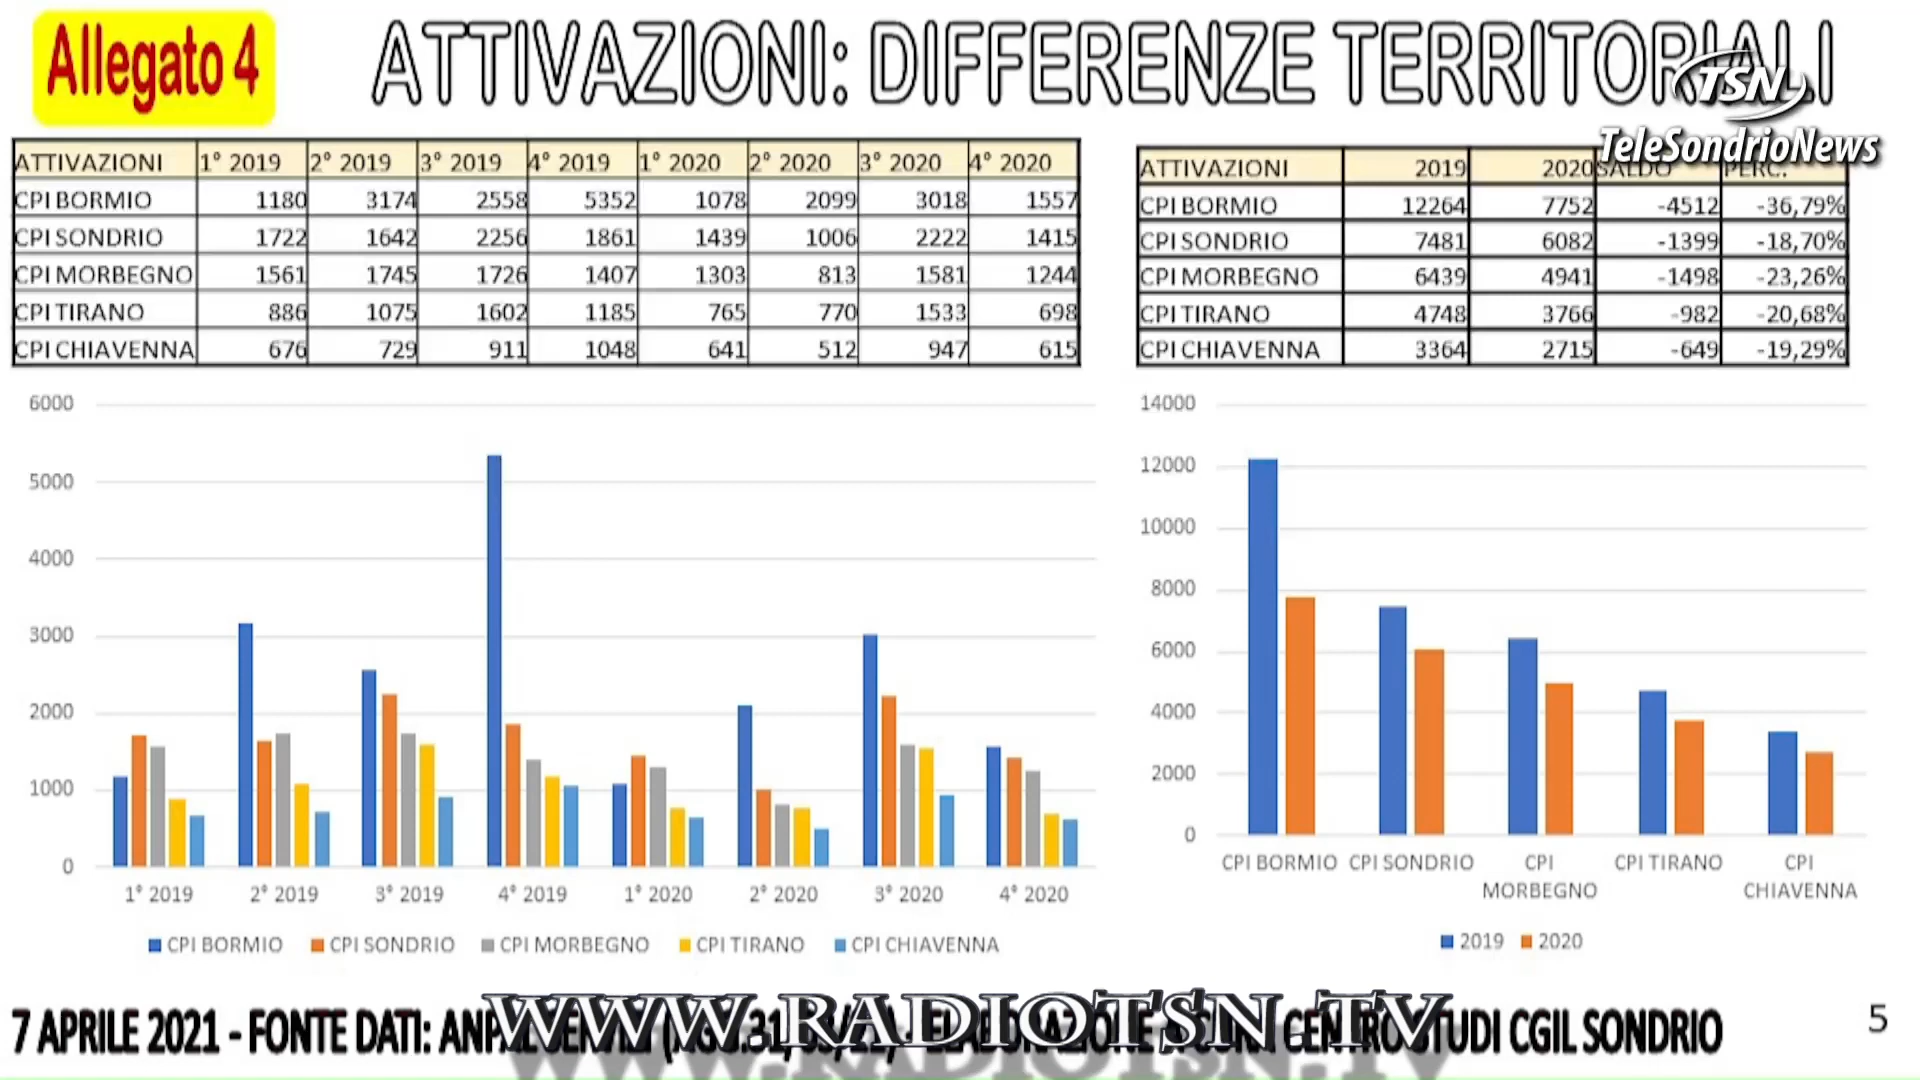 Allegato 4
ATTIVAZIONI: DIFFERENZE TERRITORIALI
TSN
TeleSondrioNews
ATTIVAZIONI 1° 2019 2° 2019 3° 2019 4° 2019 1° 2020 2° 2020 3° 2020 4° 2020
CPI BORMIO 1180 3174 2558 5352 1078 2099 3018 1557
CPI SONDRIO 1722 1642 2256 1861 1439 1006 2222 1415
CPI MORBEGNO 1561 1745 1726 1407 1303 813 1581 1244
CPI TIRANO 886 1075 1602 1185 765 770 1533 698
CPI CHIAVENNA 676 729 911 1048 641 512 947 615
ATTIVAZIONI 2019 2020 SALDO PERC.
CPI BORMIO 12264 7752 -4512 -36,79%
CPI SONDRIO 7481 6082 -1399 -18,70%
CPI MORBEGNO 6439 4941 -1498 -23,26%
CPI TIRANO 4748 3766 -982 -20,68%
CPI CHIAVENNA 3364 2715 -649 -19,29%
6000
5000
4000
3000
2000
1000
0
1° 2019 2° 2019 3° 2019 4° 2019 1° 2020 2° 2020 3° 2020 4° 2020
CPI BORMIO CPI SONDRIO CPI MORBEGNO CPI TIRANO CPI CHIAVENNA
14000
12000
10000
8000
6000
4000
2000
0
CPI BORMIO CPI SONDRIO CPI MORBEGNO CPI TIRANO CPI CHIAVENNA
2019 2020
7 APRILE 2021 - FONTE DATI: CENTRO STUDI CGIL SONDRIO
WWW.RADIOTSN.TV
5